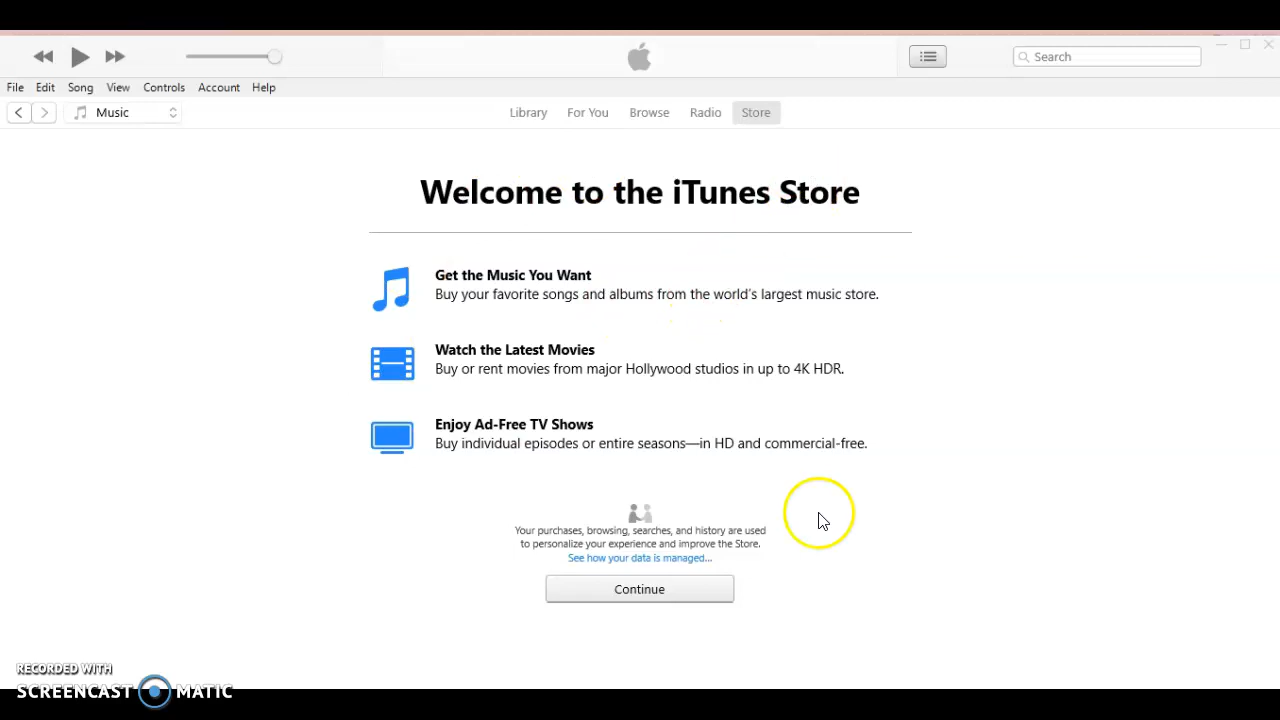 Search
File Edit Song View Controls Account Help
Music Library For You Browse Radio Store
Welcome to the iTunes Store
Get the Music You Want
Buy your favorite songs and albums from the world's largest music store.
Watch the Latest Movies
Buy or rent movies from major Hollywood studios in up to 4K HDR.
Enjoy Ad-Free TV Shows
Buy individual episodes or entire seasons—in HD and commercial-free.
Your purchases, browsing, searches, and history are used
to personalize your experience and improve the Store.
See how your data is managed...
Continue
RECORDED WITH
SCREENCAST MATIC